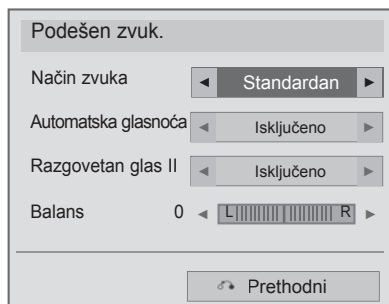 Podešen zvuk.
Način zvuka ◄ Standardan ►
Automatska glasnoća ◄ Isključeno ►
Razgovetan glas II ◄ Isključeno ►
Balans 0 ◄ L R ►
Prethodni